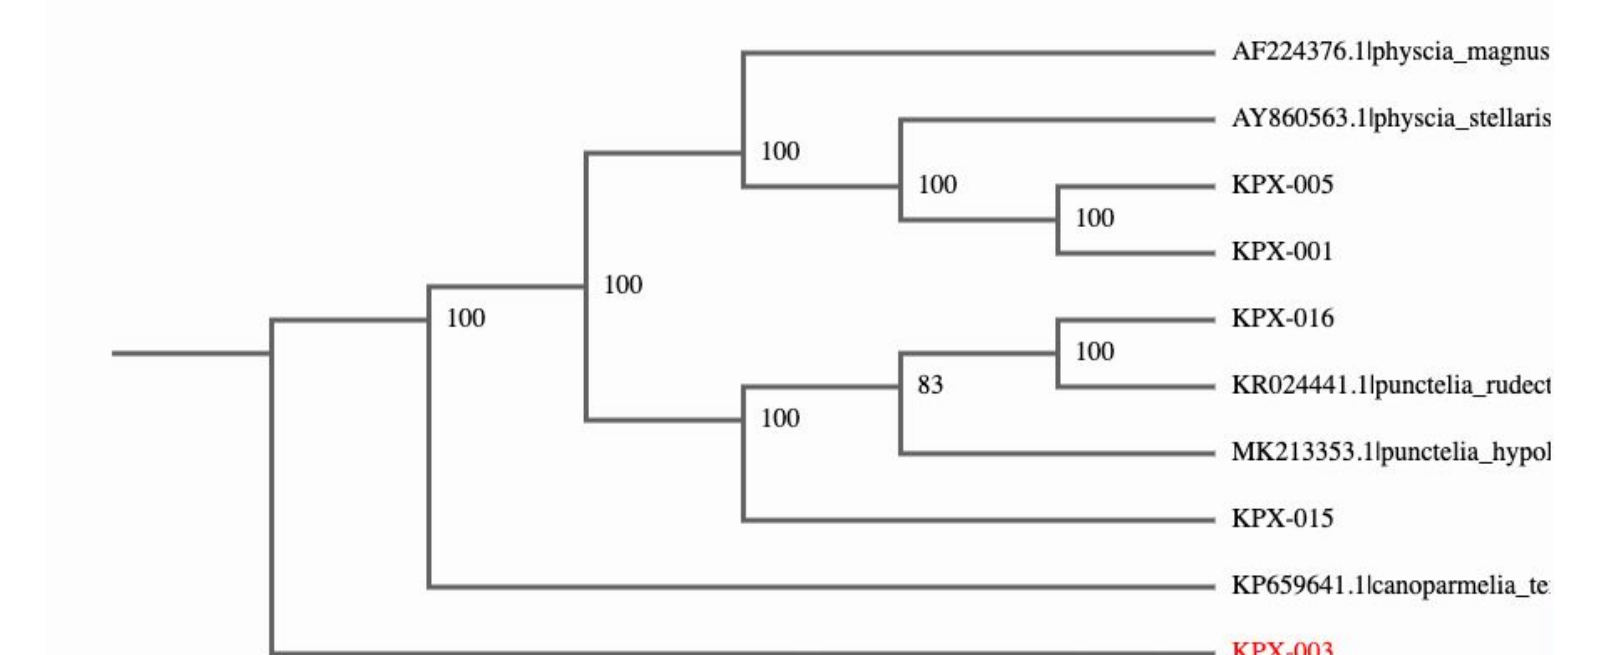 AF224376.1|physcia_magnus
100
AY860563.1|physcia_stellaris
100
KPX-005
100
KPX-001
100
100
KPX-016
100
83
KR024441.1|punctelia_rudect
100
MK213353.1|punctelia_hypol
KPX-015
KP659641.1|canoparmelia_te
KPX-003